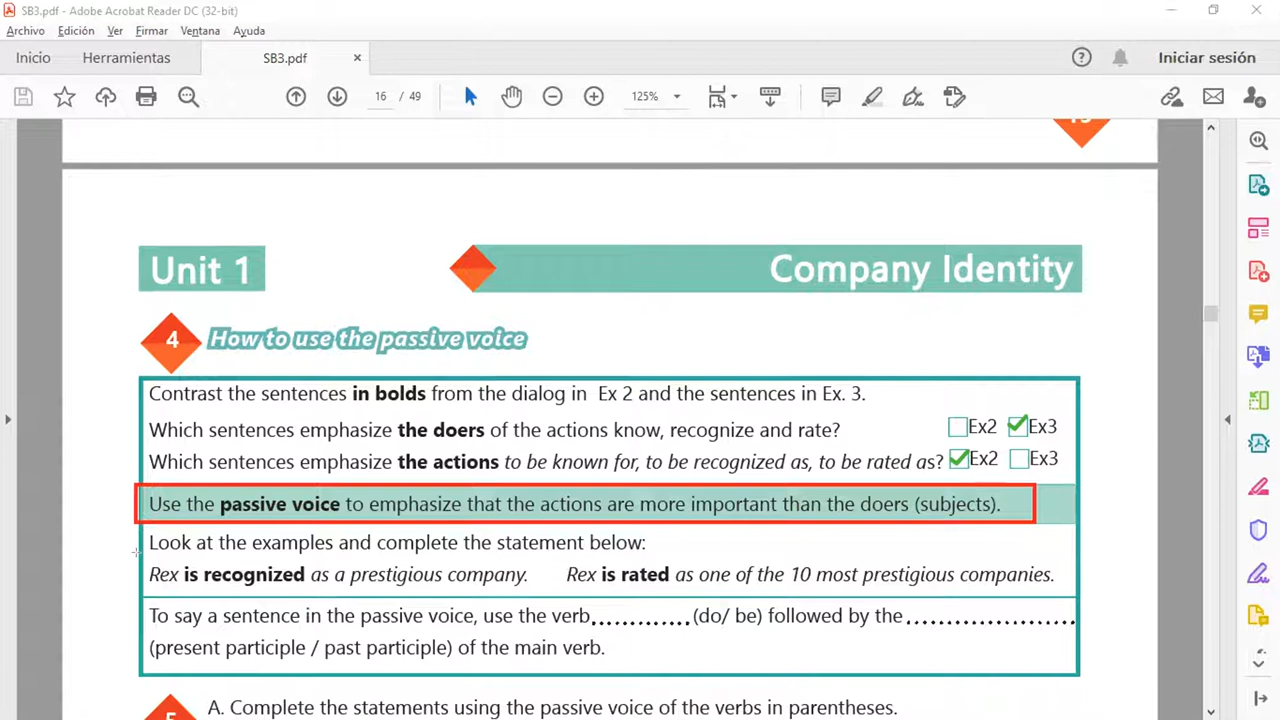 SB3.pdf - Adobe Acrobat Reader DC (32-bit)
Archivo Edición Ver Firmar Ventana Ayuda
Inicio Herramientas SB3.pdf Iniciar sesión
16 / 49 125%
Unit 1 Company Identity
4 How to use the passive voice
Contrast the sentences in bolds from the dialog in Ex 2 and the sentences in Ex. 3.
Which sentences emphasize the doers of the actions know, recognize and rate? Ex2 Ex3
Which sentences emphasize the actions to be known for, to be recognized as, to be rated as? Ex2 Ex3
Use the passive voice to emphasize that the actions are more important than the doers (subjects).
Look at the examples and complete the statement below:
Rex is recognized as a prestigious company. Rex is rated as one of the 10 most prestigious companies.
To say a sentence in the passive voice, use the verb............. (do/ be) followed by the ......................
(present participle / past participle) of the main verb.
A. Complete the statements using the passive voice of the verbs in parentheses.